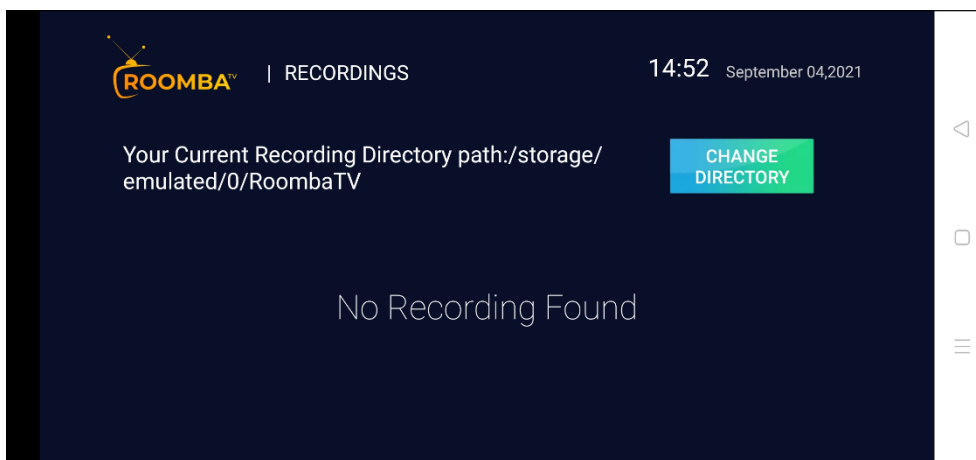 ROOMBA TV
| RECORDINGS
14:52 September 04,2021
Your Current Recording Directory path:/storage/
emulated/0/RoombaTV
CHANGE
DIRECTORY
No Recording Found